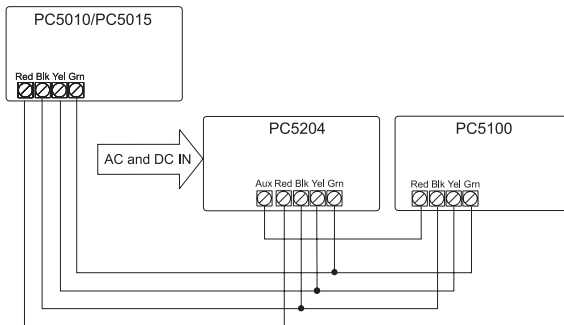 PC5010/PC5015
Red Blk Yel Grn
AC and DC IN
PC5204
Aux Red Blk Yel Grn
PC5100
Red Blk Yel Grn